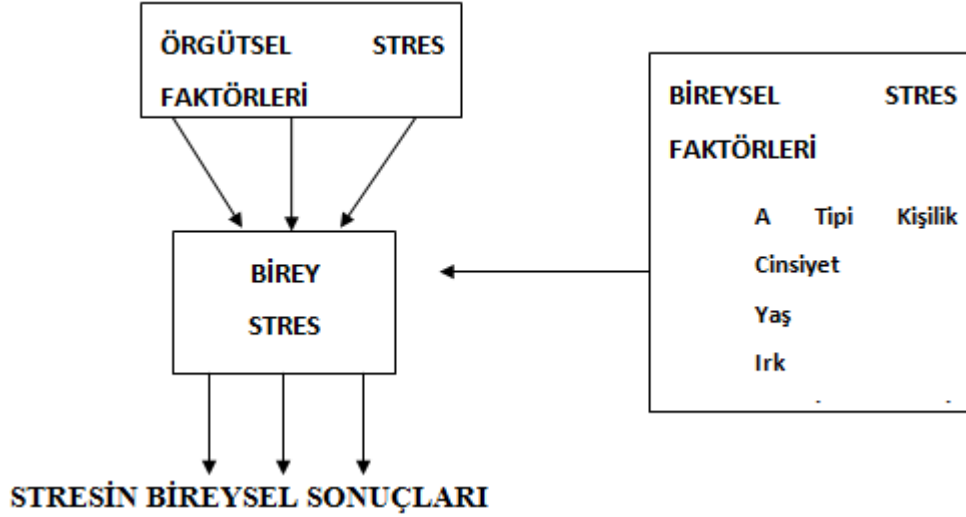 ÖRGÜTSEL STRES
FAKTÖRLERİ
BİREYSEL STRES
FAKTÖRLERİ
A Tipi Kişilik
Cinsiyet
Yaş
Irk
BİREY
STRES
STRESİN BİREYSEL SONUÇLARI